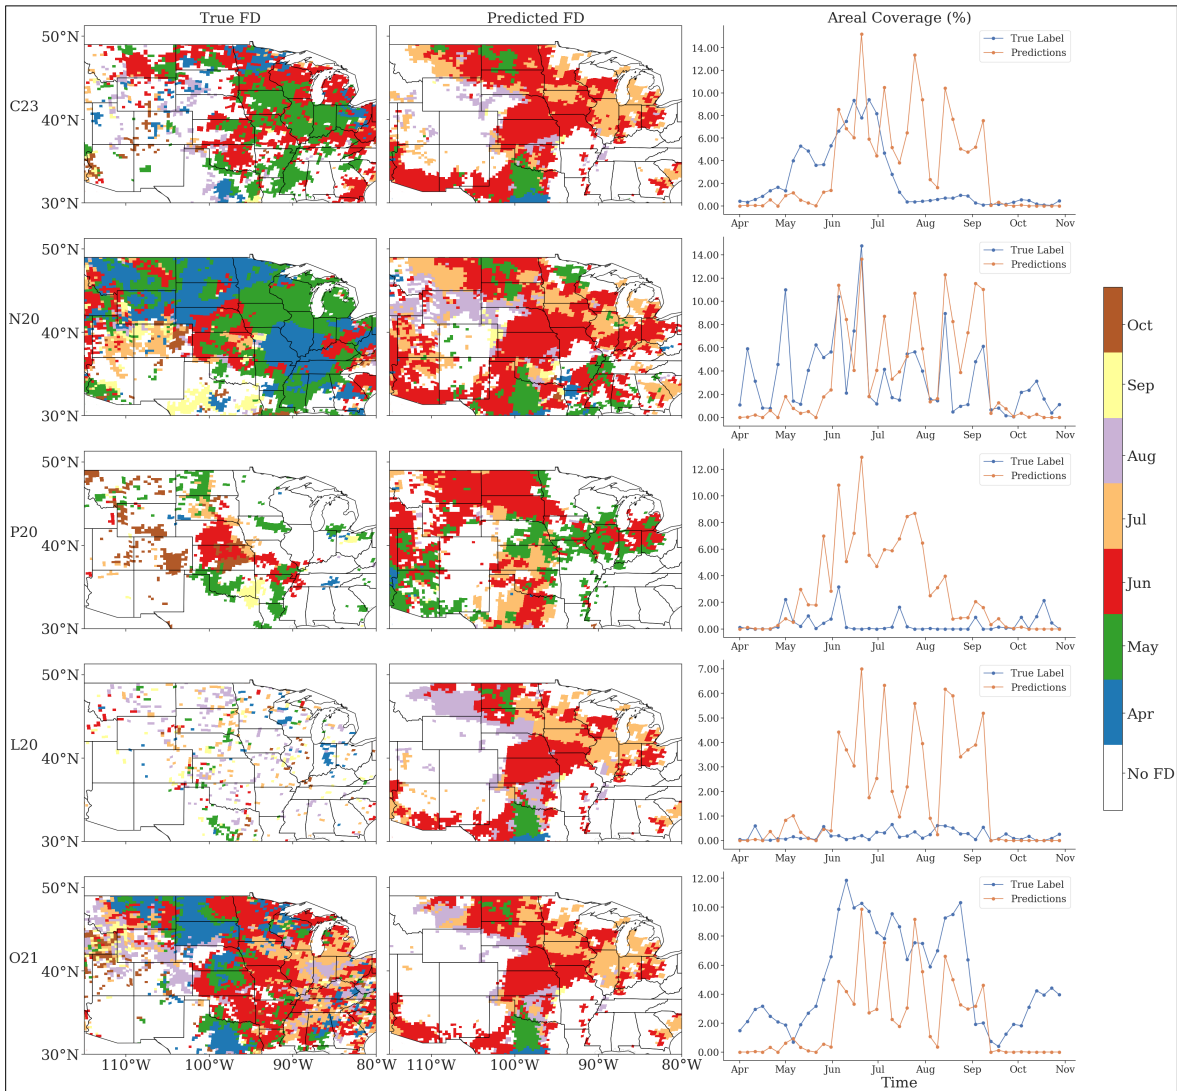 True FD
Predicted FD
Areal Coverage (%)
C23
50°N
40°N
30°N
14.00
12.00
10.00
8.00
6.00
4.00
2.00
0.00
Apr May Jun Jul Aug Sep Oct Nov
True Label
Predictions
N20
50°N
40°N
30°N
14.00
12.00
10.00
8.00
6.00
4.00
2.00
0.00
Apr May Jun Jul Aug Sep Oct Nov
True Label
Predictions
P20
50°N
40°N
30°N
12.00
10.00
8.00
6.00
4.00
2.00
0.00
Apr May Jun Jul Aug Sep Oct Nov
True Label
Predictions
L20
50°N
40°N
30°N
7.00
6.00
5.00
4.00
3.00
2.00
1.00
0.00
Apr May Jun Jul Aug Sep Oct Nov
True Label
Predictions
O21
50°N
40°N
30°N
110°W 100°W 90°W 80°W
110°W 100°W 90°W 80°W
12.00
10.00
8.00
6.00
4.00
2.00
0.00
Apr May Jun Jul Aug Sep Oct Nov
True Label
Predictions
Time
Oct
Sep
Aug
Jul
Jun
May
Apr
No FD